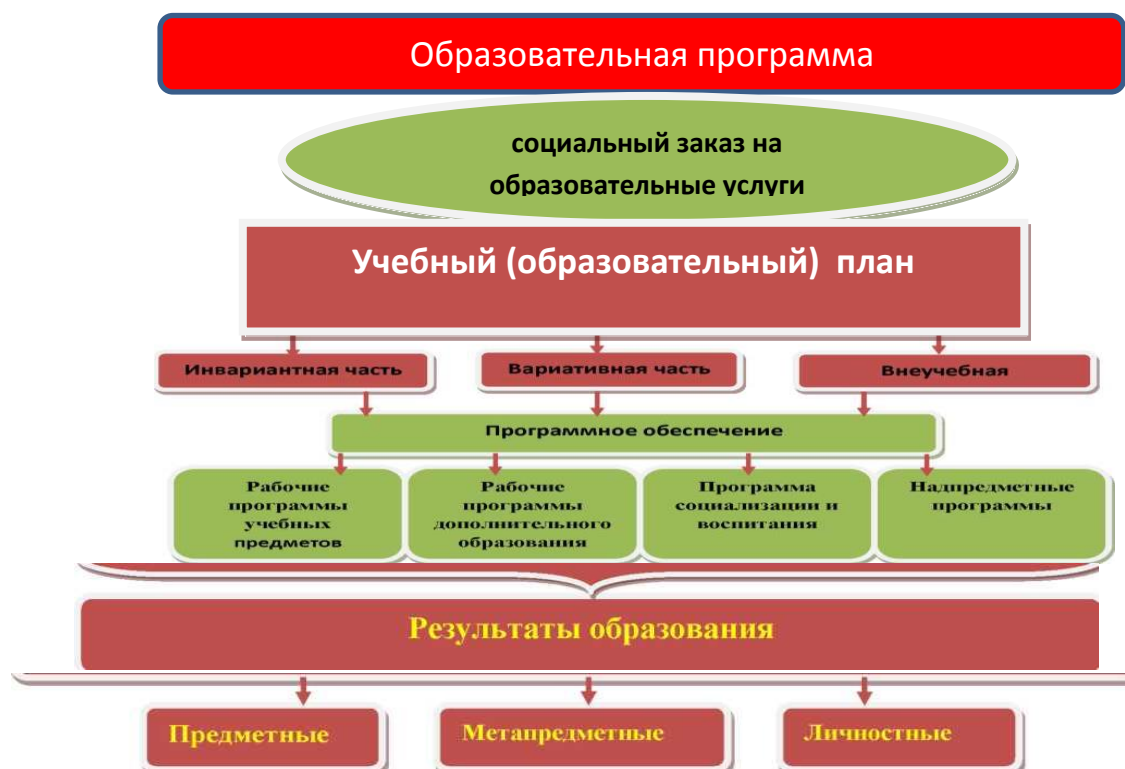 Образовательная программа
социальный заказ на
образовательные услуги
Учебный (образовательный) план
Инвариантная часть
Вариативная часть
Внеучебная
Программное обеспечение
Рабочие
программы
учебных
предметов
Рабочие
программы
дополнительного
образования
Программа
социализации и
воспитания
Надпредметные
программы
Результаты образования
Предметные
Метапредметные
Личностные